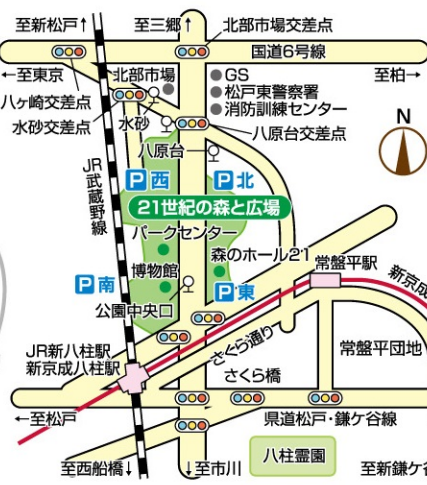 至新松戸↑
至三郷↑
北部市場交差点
国道6号線
←至東京
至柏→
北部市場
GS
松戸東警察署
消防訓練センター
八ヶ崎交差点
水砂交差点
水砂
八原台交差点
八原台
N
JR武蔵野線
P西
P北
21世紀の森と広場
パークセンター
博物館
森のホール21
P南
P東
公園中央口
常盤平駅
新京成
JR新八柱駅
新京成八柱駅
さくら通り
常盤平団地
さくら橋
←至松戸
県道松戸・鎌ケ谷線
八柱霊園
至西船橋↓
↓至市川
至新鎌ケ